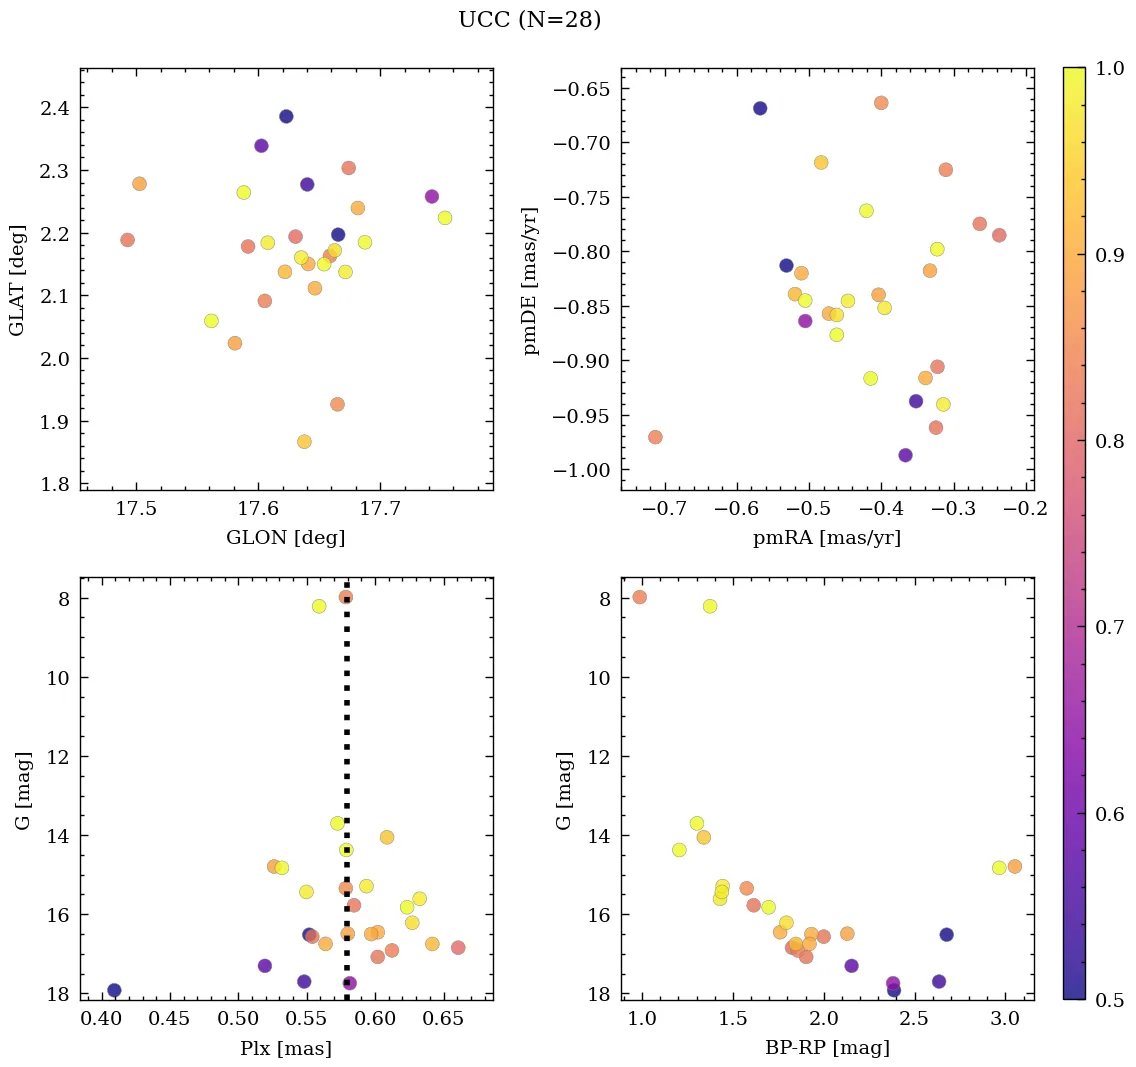 UCC (N=28)
2.4
2.3
2.2
2.1
2.0
1.9
1.8
GLAT [deg]
17.5 17.6 17.7
GLON [deg]
−0.65
−0.70
−0.75
−0.80
−0.85
−0.90
−0.95
−1.00
pmDE [mas/yr]
−0.7 −0.6 −0.5 −0.4 −0.3 −0.2
pmRA [mas/yr]
8
10
12
14
16
18
G [mag]
0.40 0.45 0.50 0.55 0.60 0.65
Plx [mas]
8
10
12
14
16
18
G [mag]
1.0 1.5 2.0 2.5 3.0
BP-RP [mag]
1.0
0.9
0.8
0.7
0.6
0.5